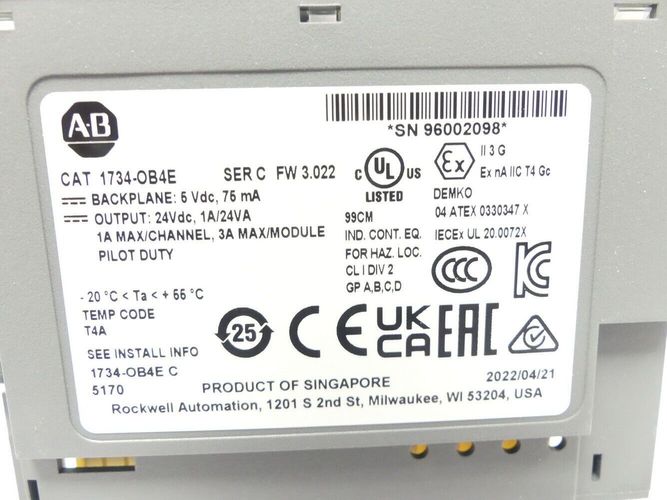 A-B
*SN 96002098*
CAT 1734-OB4E SER C FW 3.022
BACKPLANE: 5 Vdc, 75 mA
OUTPUT: 24Vdc, 1A/24VA
1A MAX/CHANNEL, 3A MAX/MODULE
PILOT DUTY
C UL US
LISTED
99CM
IND. CONT. EQ.
FOR HAZ. LOC.
CL I DIV 2
GP A,B,C,D
Ex
II 3 G
Ex nA IIC T4 Gc
DEMKO
04 ATEX 0330347 X
IECEx UL 20.0072X
CCC
KC
- 20 °C < Ta < + 55 °C
TEMP CODE
T4A
SEE INSTALL INFO
1734-OB4E C
5170
25
CE
UK
CA
EAC
2022/04/21
PRODUCT OF SINGAPORE
Rockwell Automation, 1201 S 2nd St, Milwaukee, WI 53204, USA